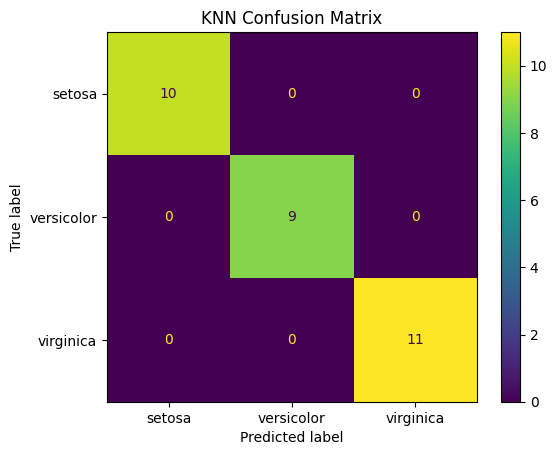 KNN Confusion Matrix
setosa 10 0 0
versicolor 0 9 0
virginica 0 0 11
setosa versicolor virginica
Predicted label
True label
10
8
6
4
2
0